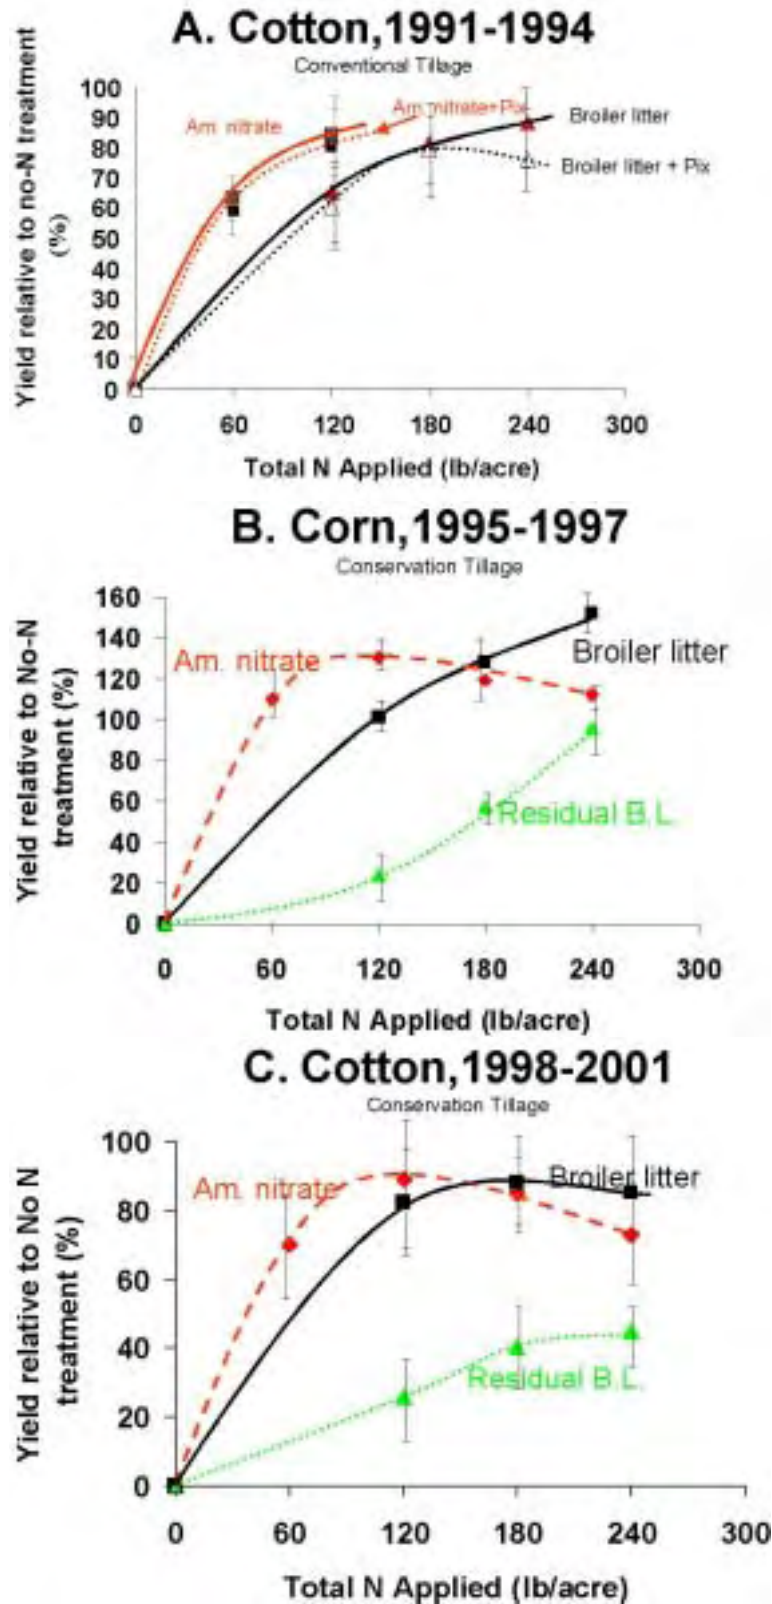 A. Cotton,1991-1994
Conventional Tillage
Yield relative to no-N treatment
(%)
100
90
80
70
60
50
40
30
20
10
0
Am. nitrate
Am. nitrate+Pix
Broiler litter
Broiler litter + Pix
0 60 120 180 240 300
Total N Applied (lb/acre)
B. Corn,1995-1997
Conservation Tillage
Yield relative to No-N
treatment (%)
160
140
120
100
80
60
40
20
0
Am. nitrate
Broiler litter
Residual B.L.
0 60 120 180 240 300
Total N Applied (lb/acre)
C. Cotton,1998-2001
Conservation Tillage
Yield relative to No N
treatment (%)
100
80
60
40
20
0
Am. nitrate
Broiler litter
Residual B.L.
0 60 120 180 240 300
Total N Applied (lb/acre)